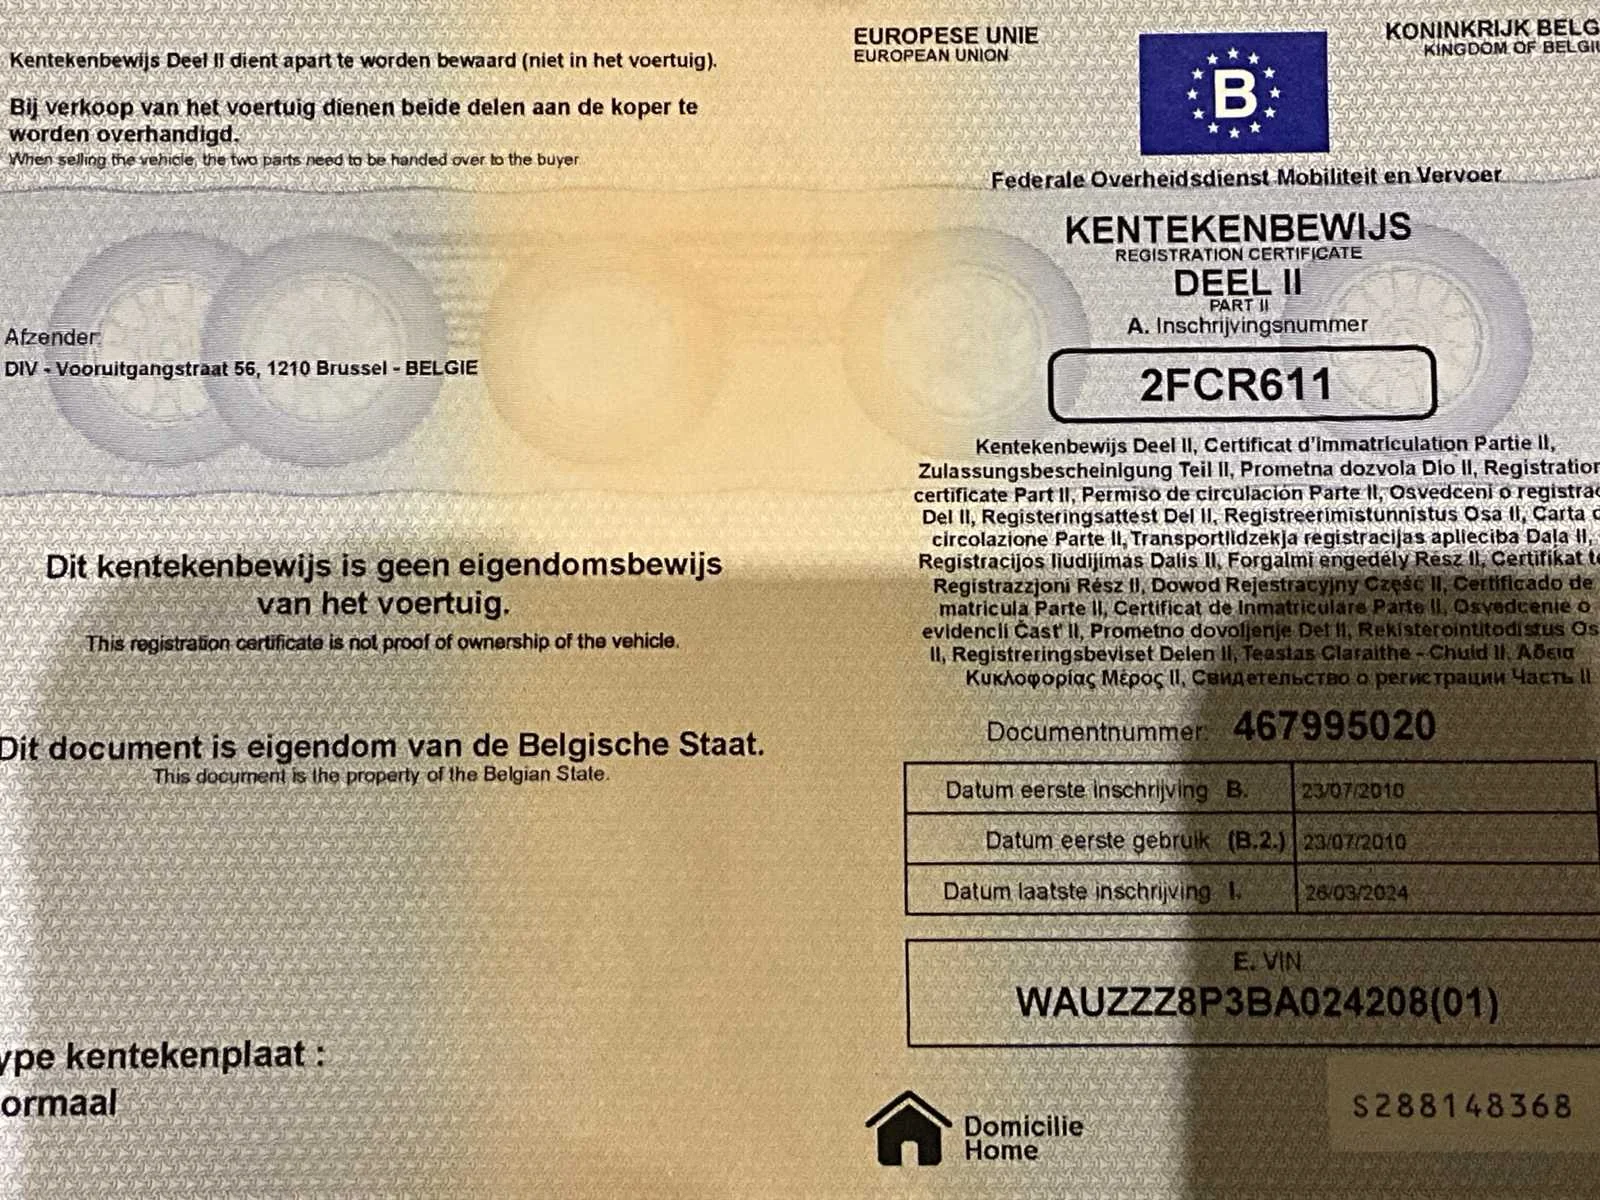 Kentekenbewijs Deel II dient apart te worden bewaard (niet in het voertuig).
Bij verkoop van het voertuig dienen beide delen aan de koper te
worden overhandigd.
When selling the vehicle, the two parts need to be handed over to the buyer
Afzender:
DIV - Vooruitgangstraat 56, 1210 Brussel - BELGIE
Dit kentekenbewijs is geen eigendomsbewijs
van het voertuig.
This registration certificate is not proof of ownership of the vehicle.
Dit document is eigendom van de Belgische Staat.
This document is the property of the Belgian State.
ype kentekenplaat :
ormaal
EUROPESE UNIE
EUROPEAN UNION
B
KONINKRIJK BELG
KINGDOM OF BELGIU
Federale Overheidsdienst Mobiliteit en Vervoer
KENTEKENBEWIJS
REGISTRATION CERTIFICATE
DEEL II
PART II
A. Inschrijvingsnummer
2FCR611
Kentekenbewijs Deel II, Certificat d'immatriculation Partie II,
Zulassungsbescheinigung Teil II, Prometna dozvola Dio II, Registration
certificate Part II, Permiso de circulación Parte II, Osvedceni o registrac
Del II, Registeringsattest Del II, Registreerimistunnistus Osa II, Carta d
circolazione Parte II, Transportlidzekja registracijas aplieciba Daļa II,
Registracijos liudijimas Dalis II, Forgalmi engedély Rész II, Certifikat ta
Registrazzjoni Rész II, Dowod Rejestracyjny Część II, Certificado de
matricula Parte II, Certificat de Inmatriculare Parte II, Osvedcenie o
evidencii Časť II, Prometno dovoljenje Del II, Rekisterointitodistus Os
II, Registreringsbeviset Delen II, Teastas Claraithe - Chuid II, Άδεια
Κυκλοφορίας Μέρος II, Свидетельство о регистрации Часть II
Documentnummer: 467995020
Datum eerste inschrijving B. 23/07/2010
Datum eerste gebruik (B.2.) 23/07/2010
Datum laatste inschrijving I. 26/03/2024
E. VIN
WAUZZZ8P3BA024208(01)
S288148368
Domicilie
Home